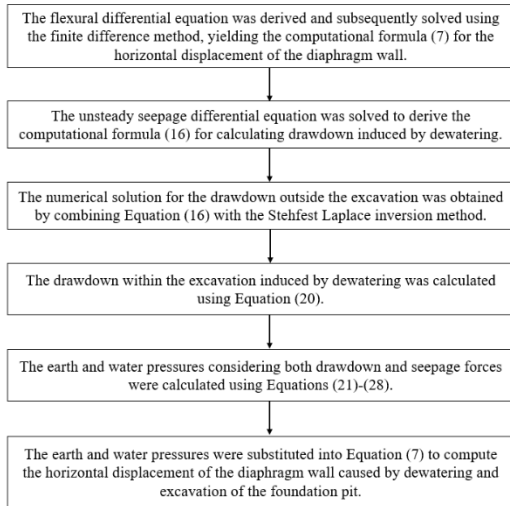 The flexural differential equation was derived and subsequently solved using
the finite difference method, yielding the computational formula (7) for the
horizontal displacement of the diaphragm wall.
The unsteady seepage differential equation was solved to derive the
computational formula (16) for calculating drawdown induced by dewatering.
The numerical solution for the drawdown outside the excavation was obtained
by combining Equation (16) with the Stehfest Laplace inversion method.
The drawdown within the excavation induced by dewatering was calculated
using Equation (20).
The earth and water pressures considering both drawdown and seepage forces
were calculated using Equations (21)-(28).
The earth and water pressures were substituted into Equation (7) to compute
the horizontal displacement of the diaphragm wall caused by dewatering and
excavation of the foundation pit.